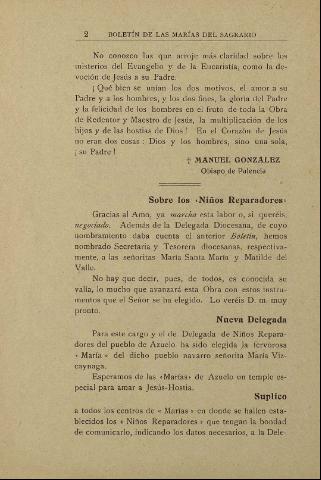 2 BOLETÍN DE LAS MARÍAS DEL SAGRARIO
No conozco las que arroje más claridad sobre los
misterios del Evangelio y de la Eucaristía, como la de-
voción de Jesús a su Padre.
¡ Qué bien se unían los dos motivos, el amor a su
Padre y a los hombres, y los dos fines, la gloria del Padre
y la felicidad de los hombres en el fruto de toda la Obra
de Redentor y Maestro de Jesús, la multiplicación de los
hijos y de las hostias de Dios ! En el Corazón de Jesús
no eran dos cosas : Dios y los hombres, sino una sola,
¡ su Padre !
† MANUEL GONZÁLEZ
Obispo de Palencia
Sobre los «Niños Reparadores»
Gracias al Amo, ya marcha esta labor o, si queréis,
negociado. Además de la Delegada Diocesana, de cuyo
nombramiento daba cuenta el anterior Boletín, hemos
nombrado Secretaria y Tesorera diocesanas, respectiva-
mente, a las señoritas María Santa María y Matilde del
Valle.
No hay que decir, pues, de todos, es conocida su
valía, lo mucho que avanzará esta Obra con estos instru-
mentos que el Señor se ha elegido. Lo veréis D. m. muy
pronto.
Nueva Delegada
Para este cargo y el de Delegada de Niños Repara-
dores del pueblo de Azuelo ha sido elegida la fervorosa
« María » del dicho pueblo navarro señorita María Viz-
caynaga.
Esperamos de las «Marías» de Azuelo un temple es-
pecial para amar a Jesús-Hostia.
Suplico
a todos los centros de « Marías » en donde se hallen esta-
blecidos los « Niños Reparadores » que tengan la bondad
de comunicarlo, indicando los datos necesarios, a la Dele-